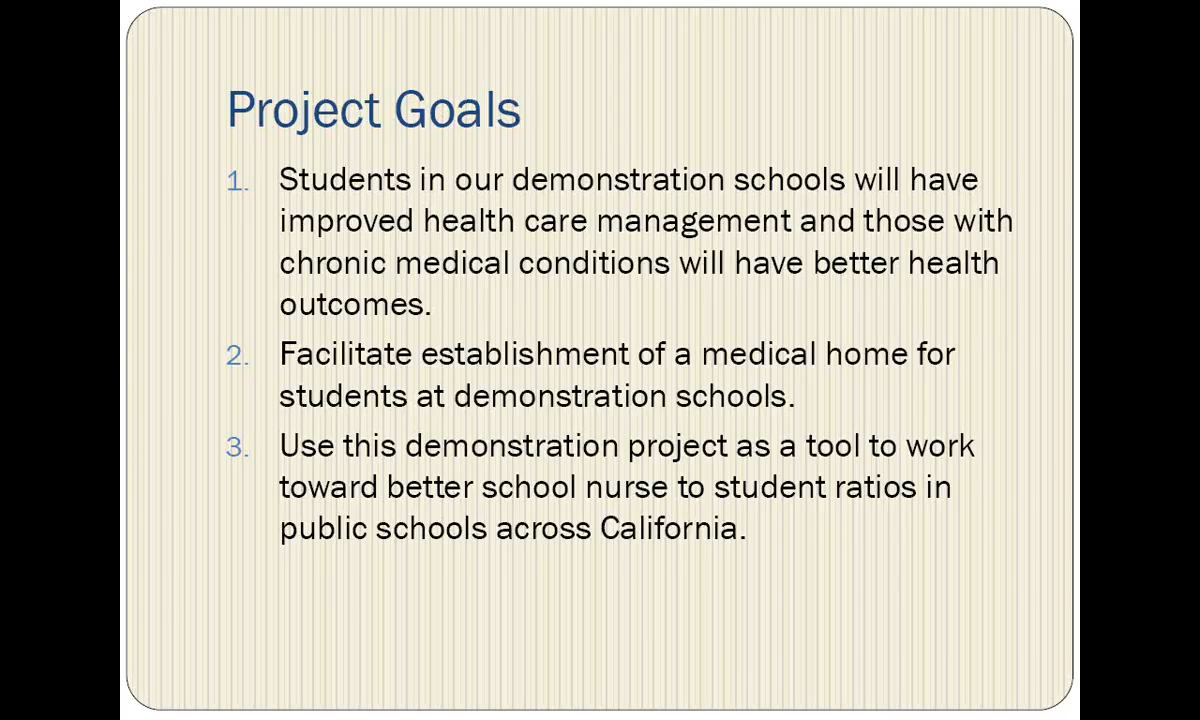 Project Goals
1. Students in our demonstration schools will have
improved health care management and those with
chronic medical conditions will have better health
outcomes.
2. Facilitate establishment of a medical home for
students at demonstration schools.
3. Use this demonstration project as a tool to work
toward better school nurse to student ratios in
public schools across California.